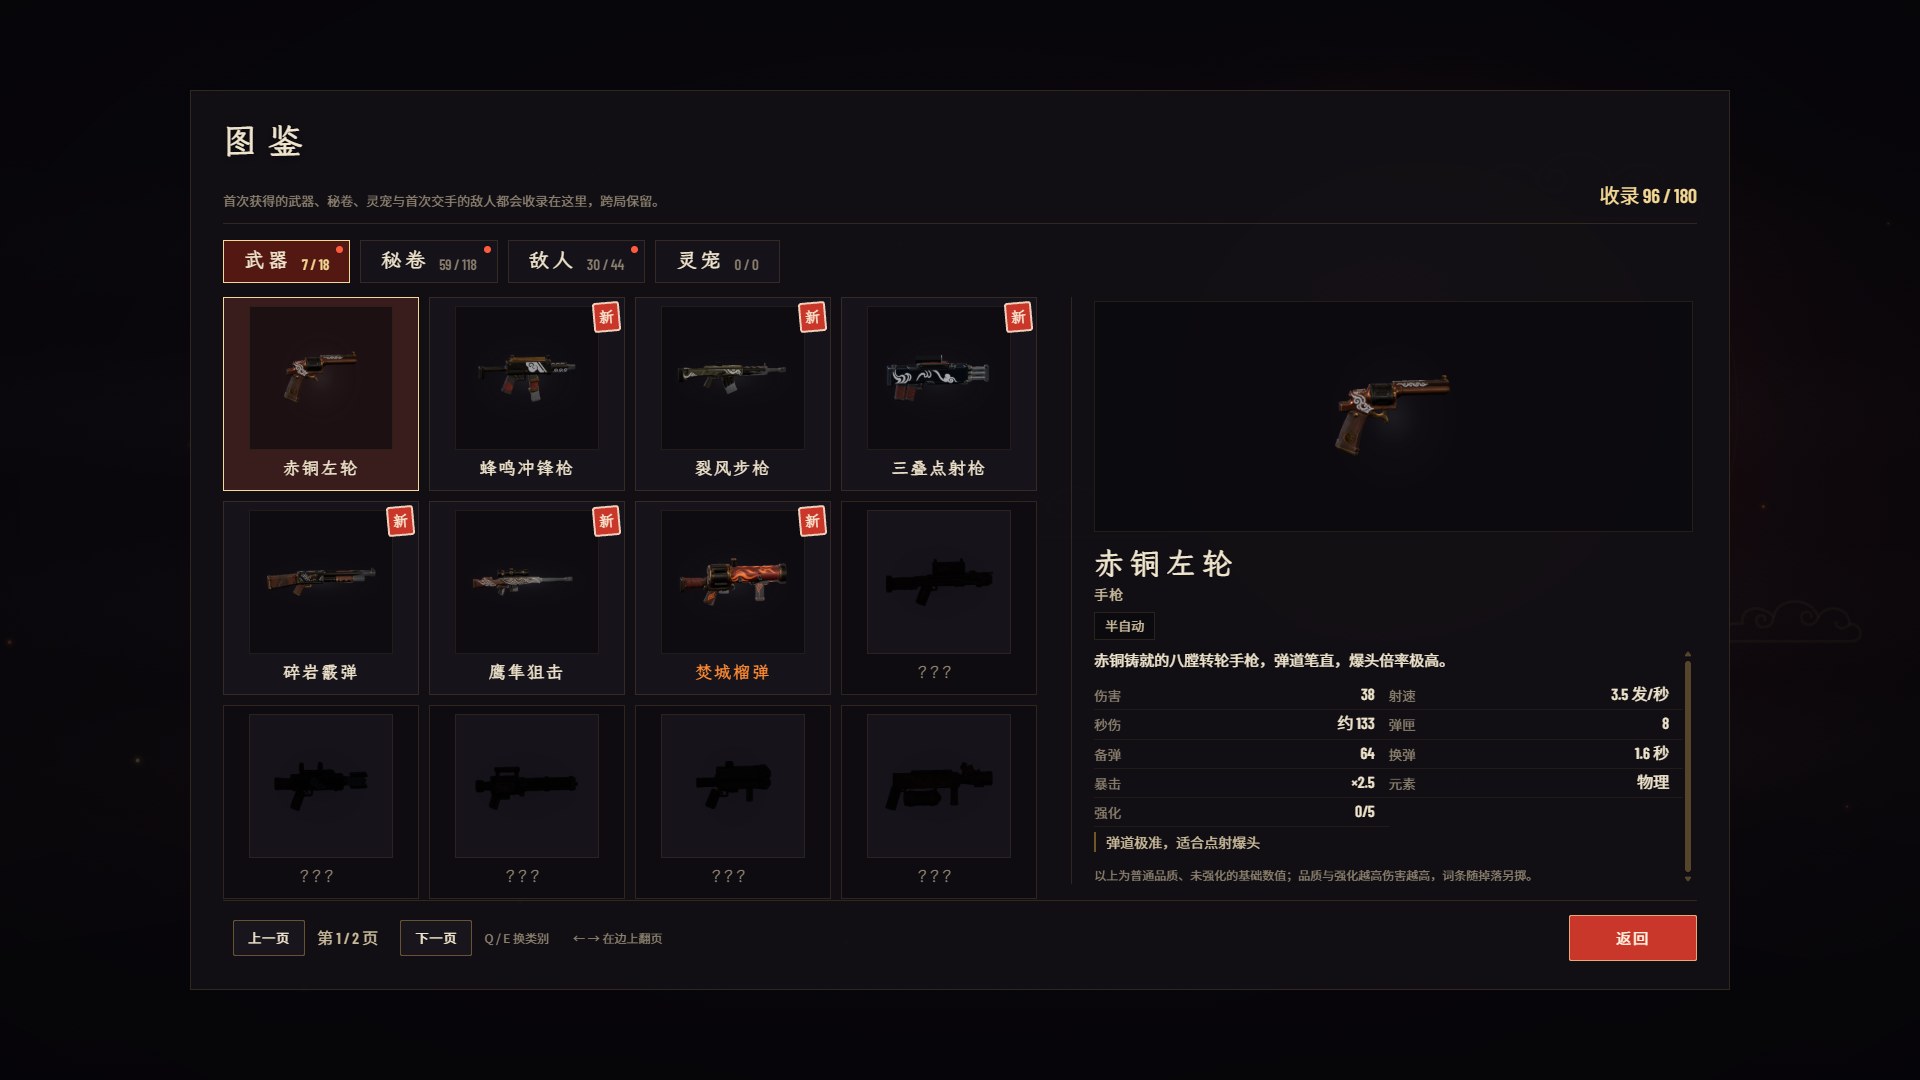 图鉴
首次获得的武器、秘卷、灵宠与首次交手的敌人都会收录在这里，跨局保留。
收录 96 / 180
武器 7 / 18
秘卷 59 / 118
敌人 30 / 44
灵宠 0 / 0
赤铜左轮
新
蜂鸣冲锋枪
新
裂风步枪
新
三叠点射枪
新
碎岩霰弹
新
鹰隼狙击
新
焚城榴弹
???
???
???
???
???
赤铜左轮
手枪
半自动
赤铜铸就的八膛转轮手枪，弹道笔直，爆头倍率极高。
伤害 38 射速 3.5 发/秒
秒伤 约 133 弹匣 8
备弹 64 换弹 1.6 秒
暴击 ×2.5 元素 物理
强化 0/5
弹道极准，适合点射爆头
以上为普通品质、未强化的基础数值；品质与强化越高伤害越高，词条随掉落另掷。
上一页 第 1 / 2 页 下一页 Q / E 换类别 ←→ 在边上翻页
返回